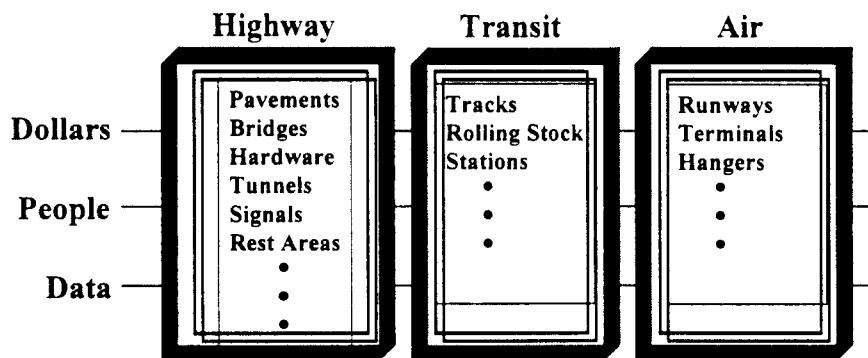 Highway Transit Air
Dollars
People
Data
Pavements
Bridges
Hardware
Tunnels
Signals
Rest Areas
Tracks
Rolling Stock
Stations
Runways
Terminals
Hangers